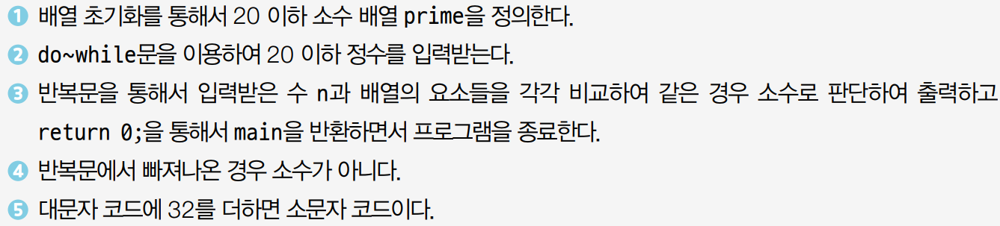 ❶ 배열 초기화를 통해서 20 이하 소수 배열 prime을 정의한다.
❷ do~while문을 이용하여 20 이하 정수를 입력받는다.
❸ 반복문을 통해서 입력받은 수 n과 배열의 요소들을 각각 비교하여 같은 경우 소수로 판단하여 출력하고
return 0;을 통해서 main을 반환하면서 프로그램을 종료한다.
❹ 반복문에서 빠져나온 경우 소수가 아니다.
❺ 대문자 코드에 32를 더하면 소문자 코드이다.